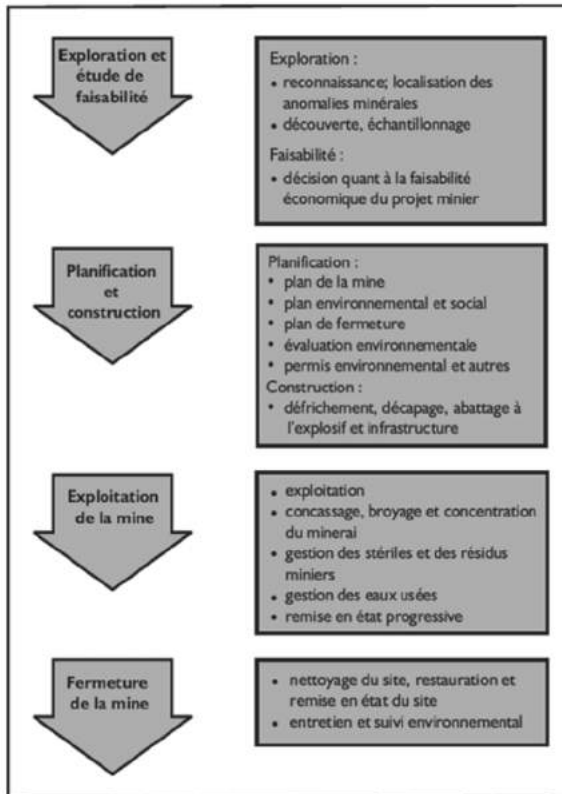 Exploration et
étude de
faisabilité
Exploration :
• reconnaissance; localisation des
anomalies minérales
• découverte, échantillonnage
Faisabilité :
• décision quant à la faisabilité
économique du projet minier
Planification
et
construction
Planification :
• plan de la mine
• plan environnemental et social
• plan de fermeture
• évaluation environnementale
• permis environnemental et autres
Construction :
• défrichement, décapage, abattage à
l'explosif et infrastructure
Exploitation
de la mine
• exploitation
• concassage, broyage et concentration
du minerai
• gestion des stériles et des résidus
miniers
• gestion des eaux usées
• remise en état progressive
Fermeture
de la mine
• nettoyage du site, restauration et
remise en état du site
• entretien et suivi environnemental